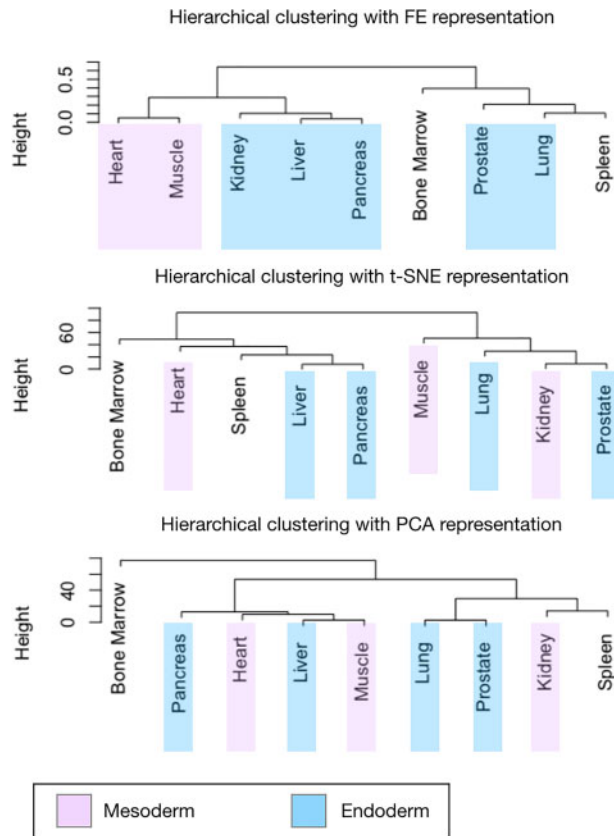 Hierarchical clustering with FE representation
Height
0.0 0.5
Heart Muscle Kidney Liver Pancreas Bone Marrow Prostate Lung Spleen
Hierarchical clustering with t-SNE representation
Height
0 60
Bone Marrow Heart Spleen Liver Pancreas Muscle Lung Kidney Prostate
Hierarchical clustering with PCA representation
Height
0 40
Bone Marrow Pancreas Heart Liver Muscle Lung Prostate Kidney Spleen
Mesoderm Endoderm